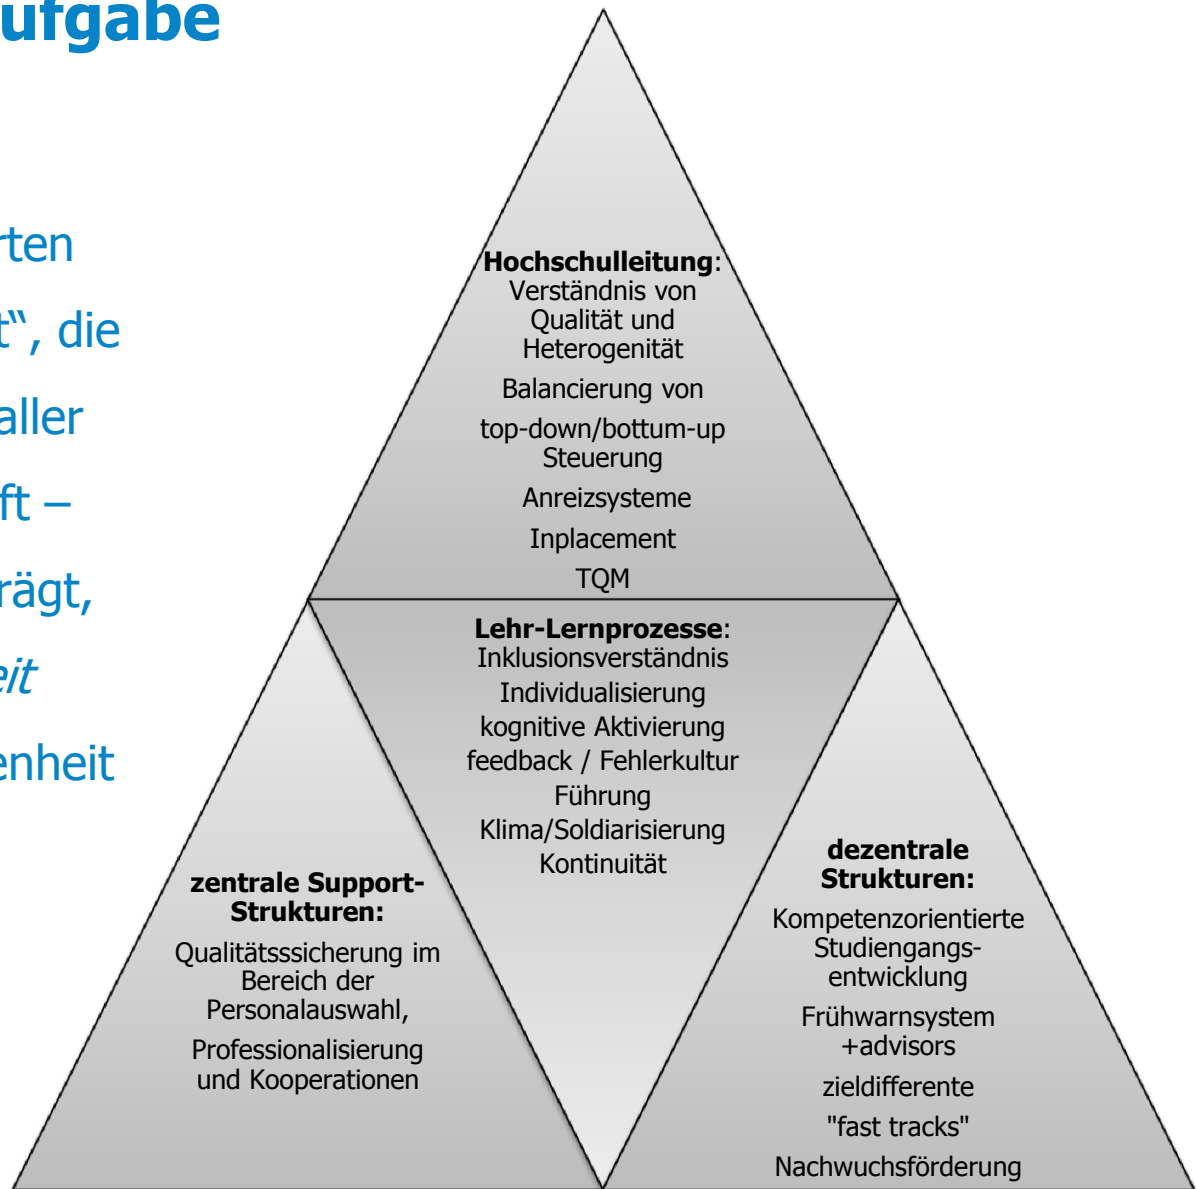 ufgabe
rten
t“, die
aller
ft –
rägt,
eit
enheit
Hochschulleitung:
Verständnis von
Qualität und
Heterogenität
Balancierung von
top-down/bottum-up
Steuerung
Anreizsysteme
Inplacement
TQM
Lehr-Lernprozesse:
Inklusionsverständnis
Individualisierung
kognitive Aktivierung
feedback / Fehlerkultur
Führung
Klima/Soldiarisierung
Kontinuität
zentrale Support-
Strukturen:
Qualitätsssicherung im
Bereich der
Personalauswahl,
Professionalisierung
und Kooperationen
dezentrale
Strukturen:
Kompetenzorientierte
Studiengangs-
entwicklung
Frühwarnsystem
+advisors
zieldifferente
"fast tracks"
Nachwuchsförderung